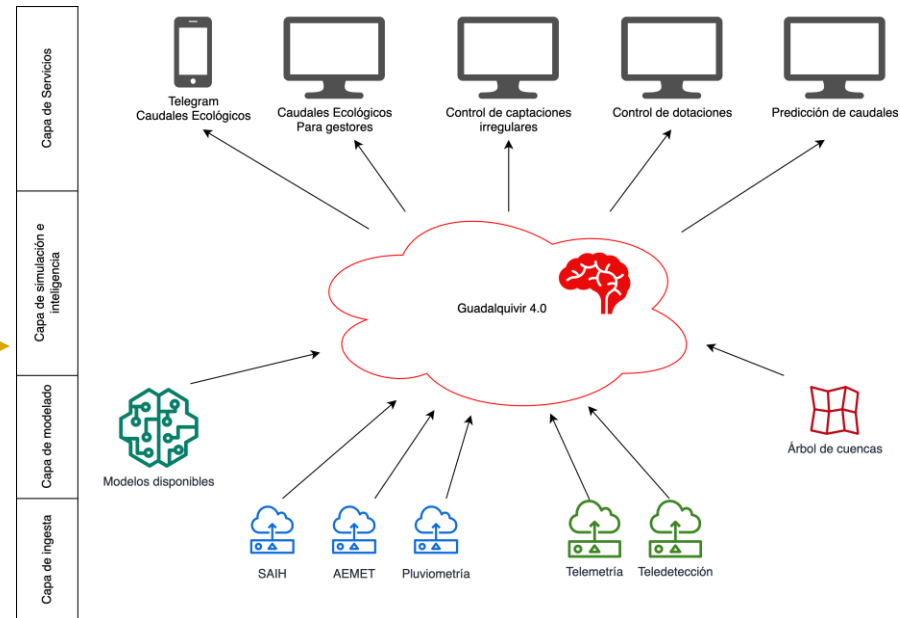 Capa de Servicios
Telegram
Caudales Ecológicos
Caudales Ecológicos
Para gestores
Control de captaciones
irregulares
Control de dotaciones
Predicción de caudales
Capa de simulación e
inteligencia
Guadalquivir 4.0
Capa de modelado
Modelos disponibles
Árbol de cuencas
Capa de ingesta
SAIH
AEMET
Pluviometría
Telemetría
Teledetección